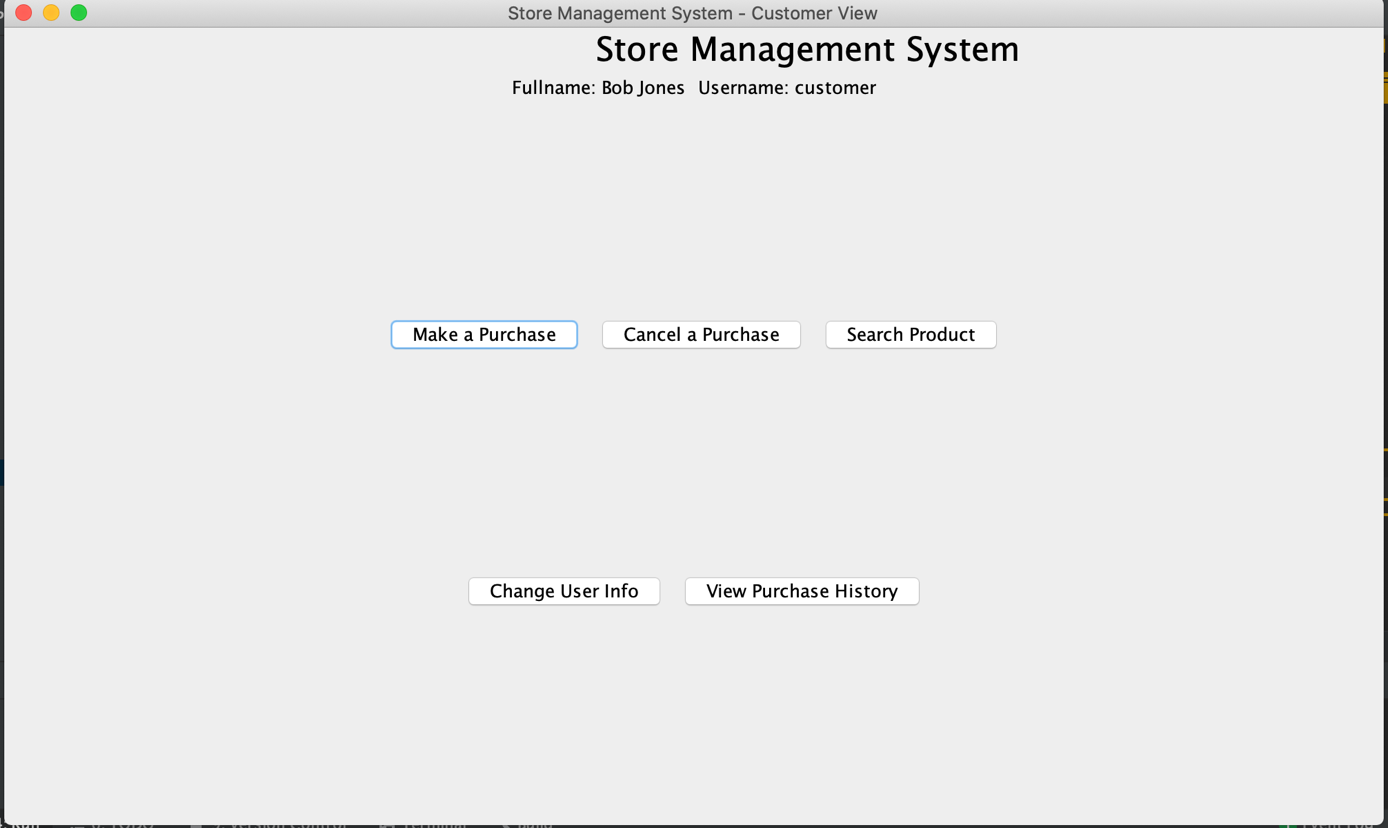 Store Management System - Customer View
Store Management System
Fullname: Bob Jones Username: customer
Make a Purchase Cancel a Purchase Search Product
Change User Info View Purchase History